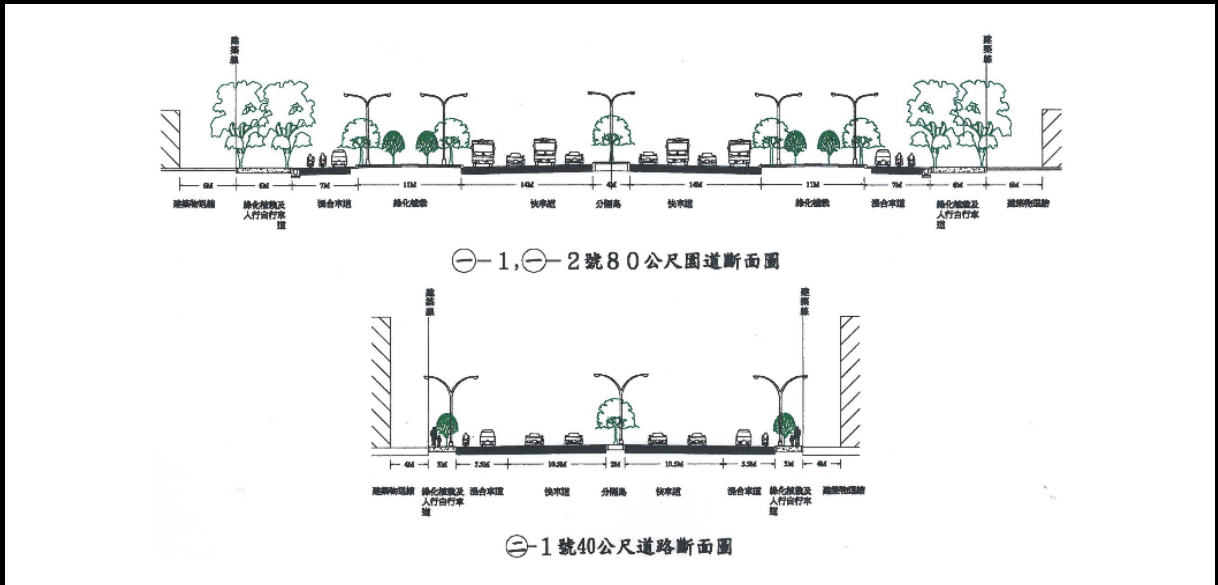 建築線
建築線
6M 6M 7M 11M 14M 4M 14M 11M 7M 6M 6M
建築物退縮 綠化植栽及 混合車道 綠化植栽 快車道 分隔島 快車道 綠化植栽 混合車道 綠化植栽及 建築物退縮
人行自行車 人行自行車
道 道
㊀-1,㊀-2號80公尺園道斷面圖
建築線
建築線
4M 3M 5.5M 10.5M 2M 10.5M 5.5M 3M 4M
建築物退縮 綠化植栽及 混合車道 快車道 分隔島 快車道 混合車道 綠化植栽及 建築物退縮
人行自行車 人行自行車
道 道
㊁-1號40公尺道路斷面圖